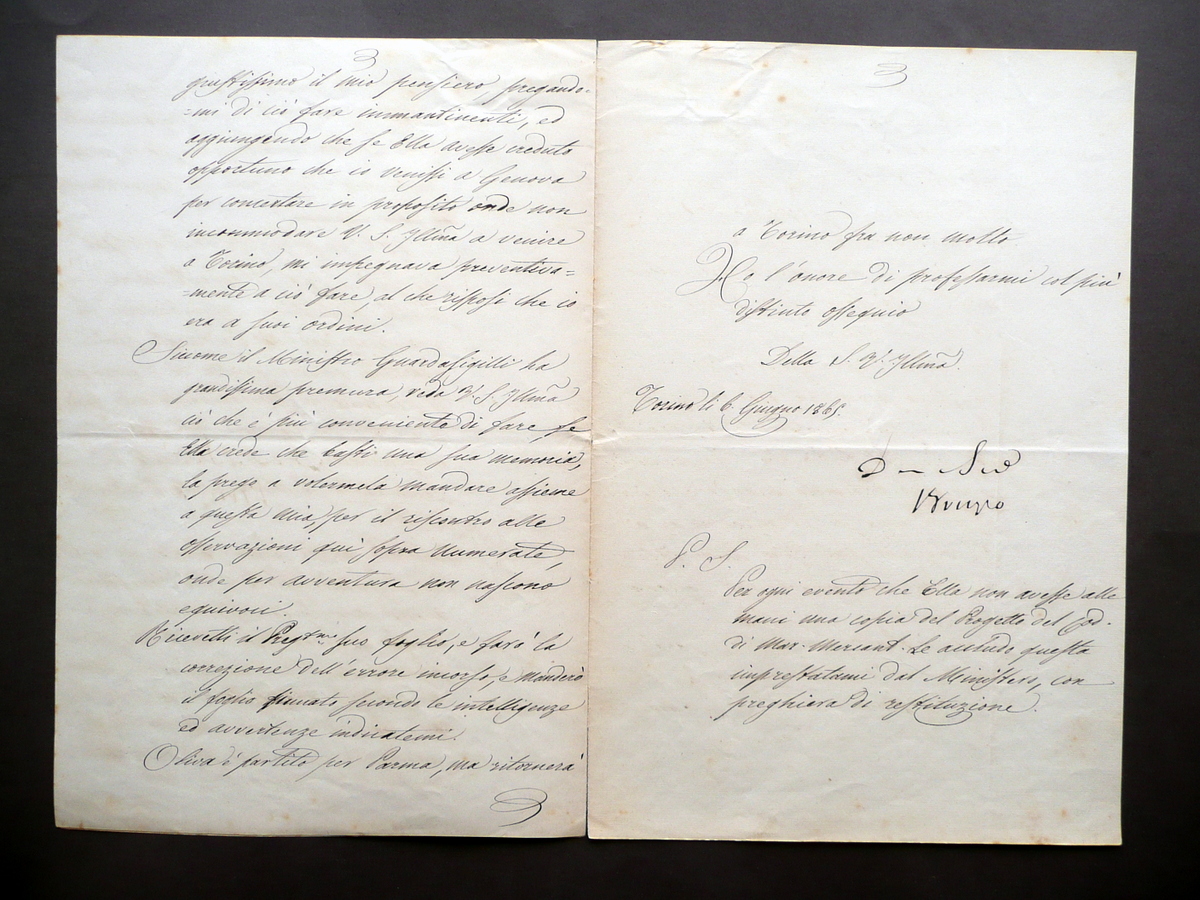 giustissimo il mio pensiero, pregando=
=mi di ciò fare immantinenti, ed
aggiungendo che se Ella avesse creduto
opportuno che io venissi a Genova
per concertare in proposito onde non
incommodare V. S. Illma a venire
a Torino, mi impegnava preventiva=
=mente a ciò fare, al che risposi che io
era a suoi ordini.
Siccome il Ministro Guardasigilli ha
grandissima premura, veda V. S. Illma
ciò che è più conveniente di fare se
Ella crede che basti una sua memoria,
la prego a volermela mandare assieme
a questa mia, per il riscontro alle
osservazioni quì sopra numerate,
onde per avventura non nascono
equivoci.
Ricevetti il Pregmo suo foglio, e farò la
correzione dell'errore incorso, e manderò
il foglio firmato secondo le intelligenze
ed avvertenze indicatemi.
Oliva è partito per Parma, ma ritornerà
a Torino fra non molto.
Ho l'onore di professarmi col più
distinto ossequio
Della S. V. Illma.
Torino li 6. Giugno 1865.
P. S.
Per ogni evento che Ella non avesse alle
mani una copia del Progetto del Cod.
di Mar. Mercant. Le accludo questa
imprestatami dal Ministero, con
preghiera di restituzione.